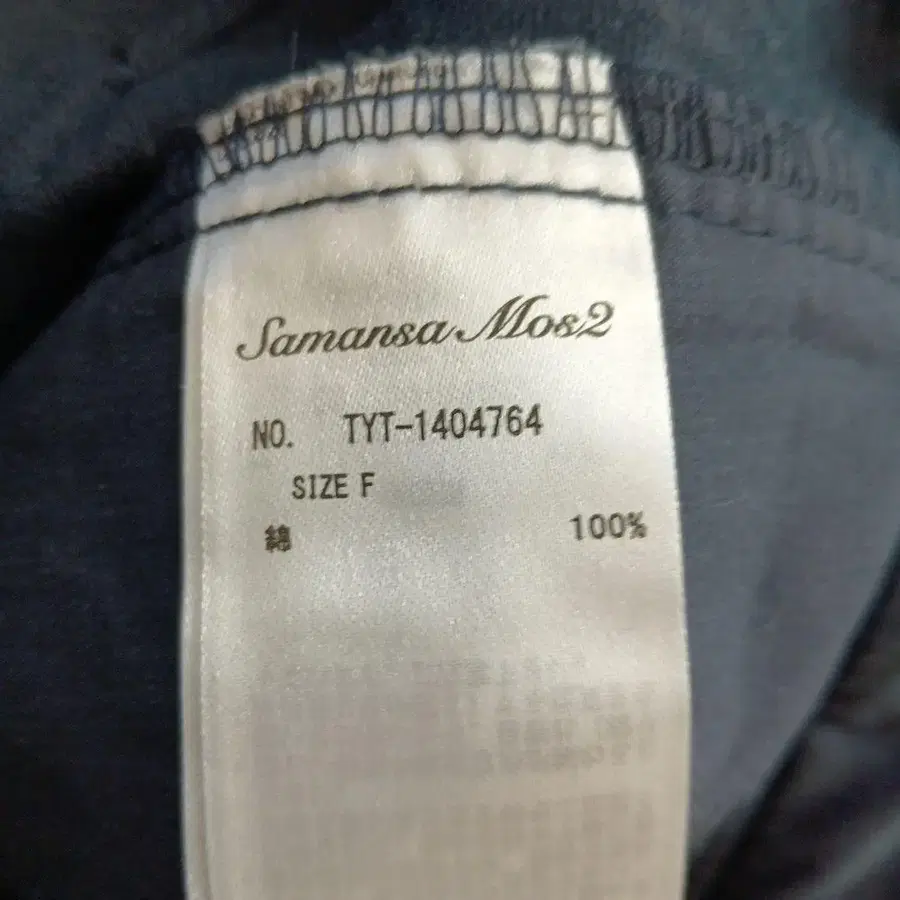 Samansa Mos2
NO. TYT-1404764
SIZE F
綿 100%